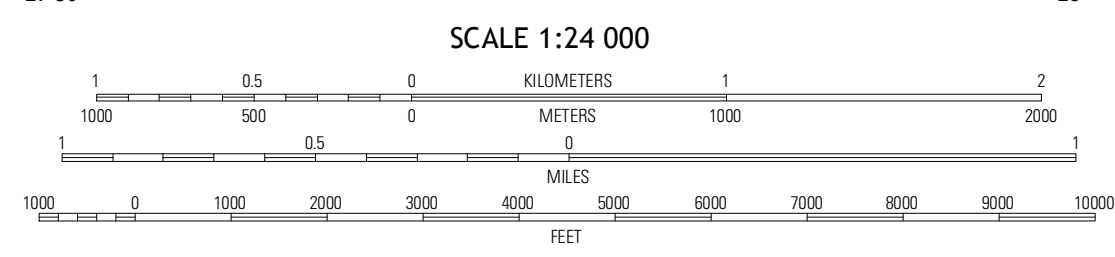 SCALE 1:24 000
1 0.5 0 KILOMETERS 1 2
1000 500 0 METERS 1000 2000
1 0.5 0 1
MILES
1000 0 1000 2000 3000 4000 5000 6000 7000 8000 9000 10000
FEET